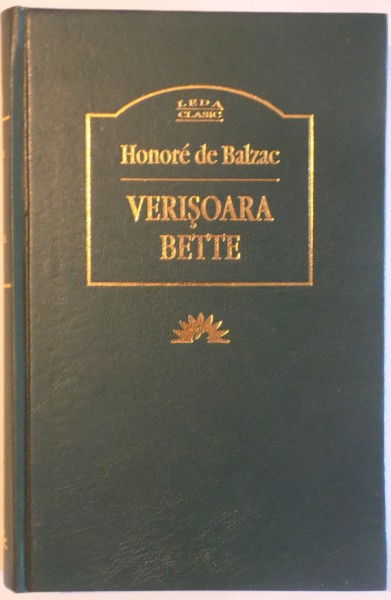 LEDA
CLASIC
Honoré de Balzac
VERIŞOARA
BETTE